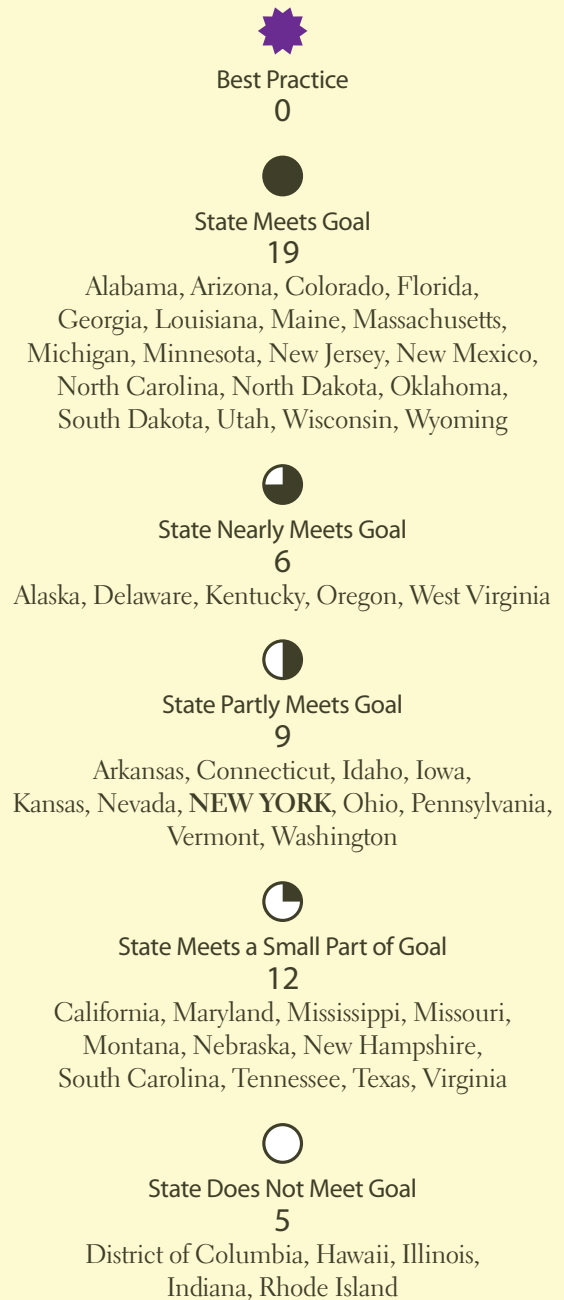 Best Practice
0
State Meets Goal
19
Alabama, Arizona, Colorado, Florida,
Georgia, Louisiana, Maine, Massachusetts,
Michigan, Minnesota, New Jersey, New Mexico,
North Carolina, North Dakota, Oklahoma,
South Dakota, Utah, Wisconsin, Wyoming
State Nearly Meets Goal
6
Alaska, Delaware, Kentucky, Oregon, West Virginia
State Partly Meets Goal
9
Arkansas, Connecticut, Idaho, Iowa,
Kansas, Nevada, NEW YORK, Ohio, Pennsylvania,
Vermont, Washington
State Meets a Small Part of Goal
12
California, Maryland, Mississippi, Missouri,
Montana, Nebraska, New Hampshire,
South Carolina, Tennessee, Texas, Virginia
State Does Not Meet Goal
5
District of Columbia, Hawaii, Illinois,
Indiana, Rhode Island